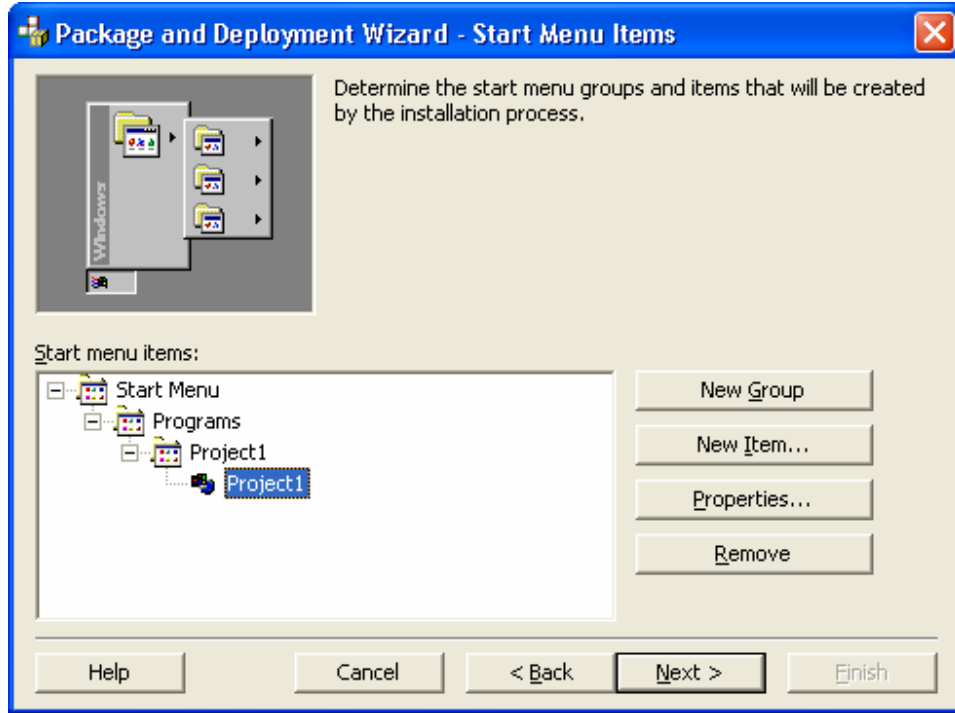 Package and Deployment Wizard - Start Menu Items
Determine the start menu groups and items that will be created
by the installation process.
Windows
Start menu items:
Start Menu
Programs
Project1
Project1
New Group
New Item...
Properties...
Remove
Help
Cancel
< Back
Next >
Finish